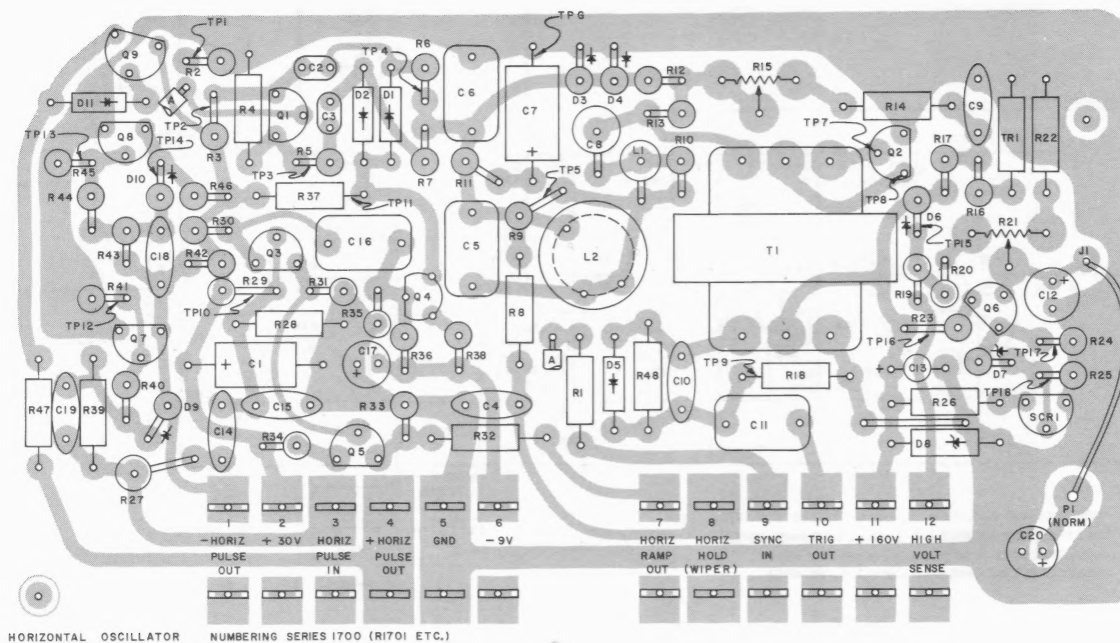 TP1
TP6
TP4
R6
Q9
R2
R15
C2
R12
D11
A
R4
D2
D1
C6
C7
D3
D4
R14
C9
TP2
Q1
C3
R13
TP7
TR1
R22
TP13
Q8
TP14
R3
R5
C8
L1
R10
Q2
R17
R45
D10
TP3
R7
R11
TP5
TP8
R44
R46
R37
TP11
R16
D6
R21
R30
R9
TP15
J1
R43
C18
R42
Q3
C16
C5
L2
T1
R20
R41
R29
R31
Q4
R19
Q6
C12
TP12
TP10
R28
R35
R8
R23
TP16
R24
Q7
C1
C17
R36
R38
A
D5
TP9
C13
D7
TP17
R25
R40
R1
R48
C10
R18
TP18
R47
C19
R39
D9
C15
R33
C4
R26
SCR1
C14
R34
Q5
R32
C11
D8
R27
P1
(NORM)
C20
1 2 3 4 5 6 7 8 9 10 11 12
-HORIZ +30V HORIZ +HORIZ GND -9V HORIZ HORIZ SYNC TRIG +160V HIGH
PULSE PULSE PULSE RAMP HOLD IN OUT VOLT
OUT IN OUT OUT (WIPER) SENSE
HORIZONTAL OSCILLATOR NUMBERING SERIES 1700 (R1701 ETC.)